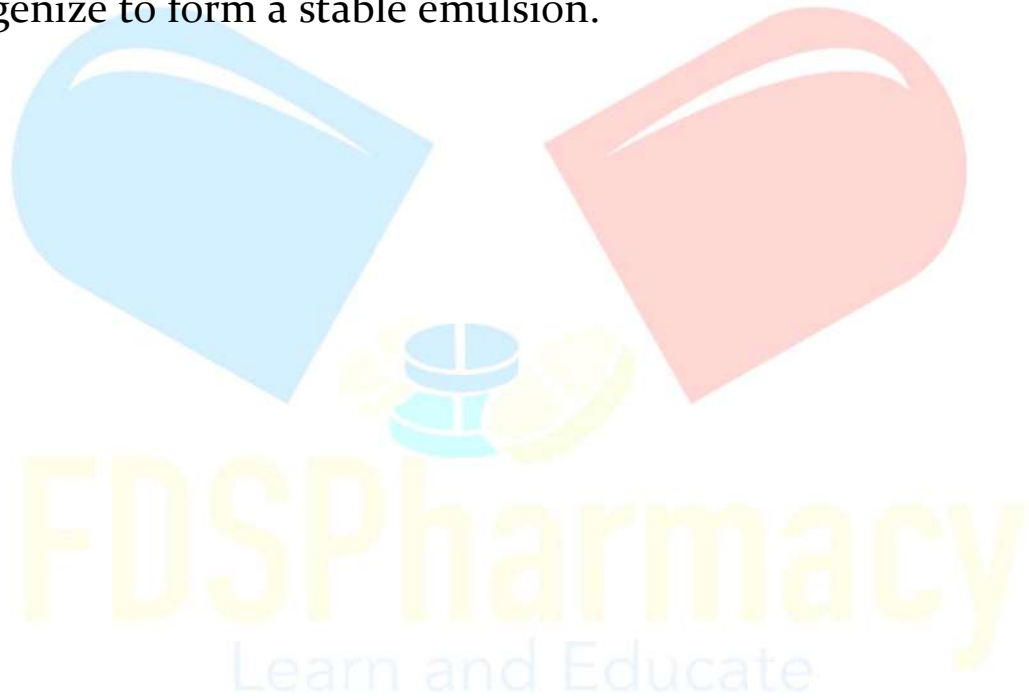 genize to form a stable emulsion.
FDSPharmacy
Learn and Educate